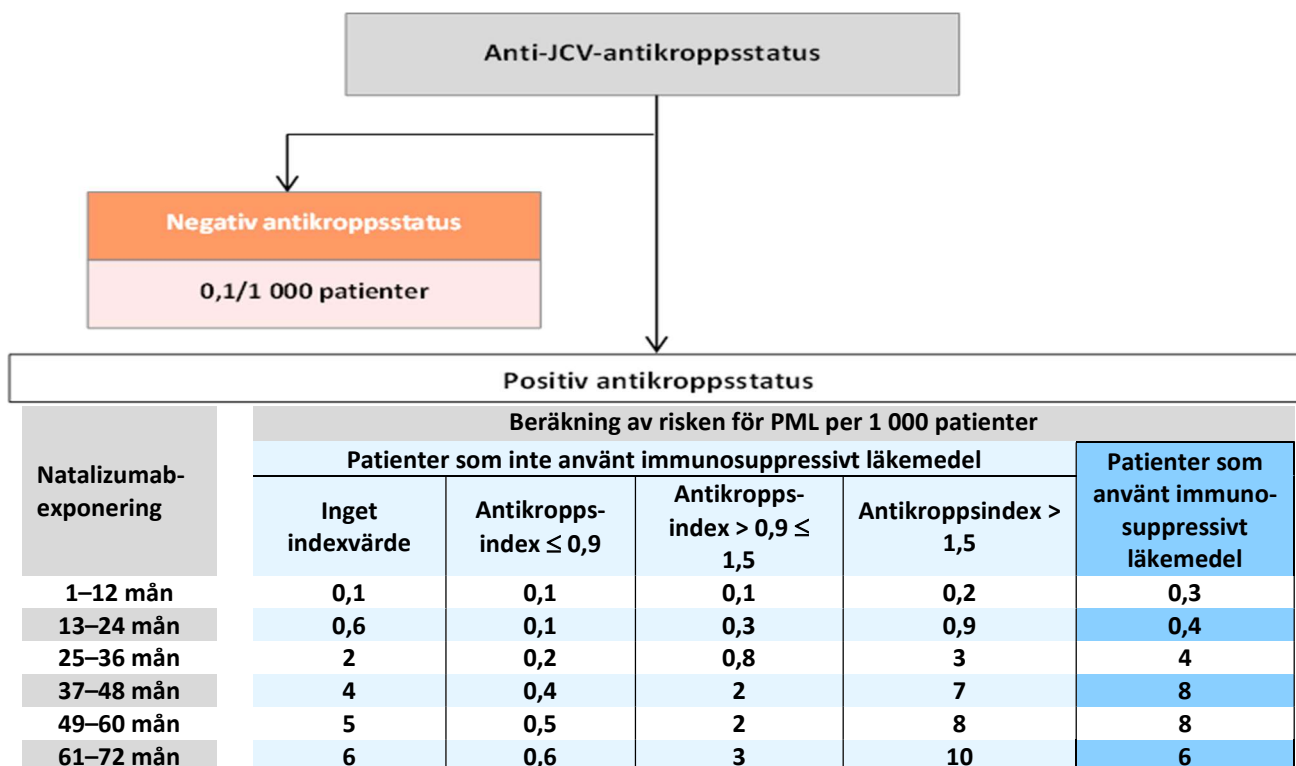 Anti-JCV-antikroppsstatus
Negativ antikroppsstatus
0,1/1 000 patienter
Positiv antikroppsstatus
Natalizumab-
exponering
Beräkning av risken för PML per 1 000 patienter
Patienter som inte använt immunosuppressivt läkemedel
Patienter som
använt immuno-
suppressivt
läkemedel
Inget
indexvärde
Antikropps-
index ≤ 0,9
Antikropps-
index > 0,9 ≤
1,5
Antikroppsindex >
1,5
1–12 mån 0,1 0,1 0,1 0,2 0,3
13–24 mån 0,6 0,1 0,3 0,9 0,4
25–36 mån 2 0,2 0,8 3 4
37–48 mån 4 0,4 2 7 8
49–60 mån 5 0,5 2 8 8
61–72 mån 6 0,6 3 10 6